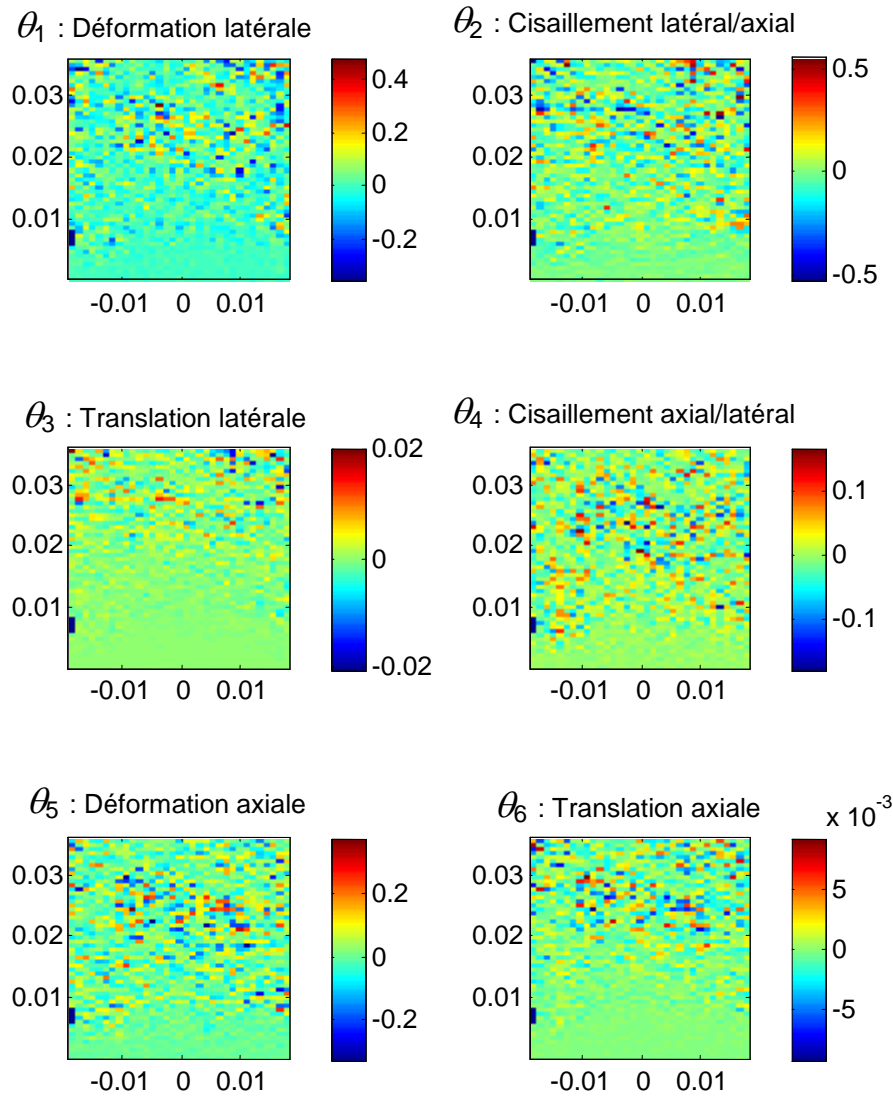 θ1 : Déformation latérale
0.03
0.02
0.01
-0.01 0 0.01
0.4
0.2
0
-0.2
θ2 : Cisaillement latéral/axial
0.03
0.02
0.01
-0.01 0 0.01
0.5
0
-0.5
θ3 : Translation latérale
0.03
0.02
0.01
-0.01 0 0.01
0.02
0
-0.02
θ4 : Cisaillement axial/latéral
0.03
0.02
0.01
-0.01 0 0.01
0.1
0
-0.1
θ5 : Déformation axiale
0.03
0.02
0.01
-0.01 0 0.01
0.2
0
-0.2
θ6 : Translation axiale
0.03
0.02
0.01
-0.01 0 0.01
x 10-3
5
0
-5